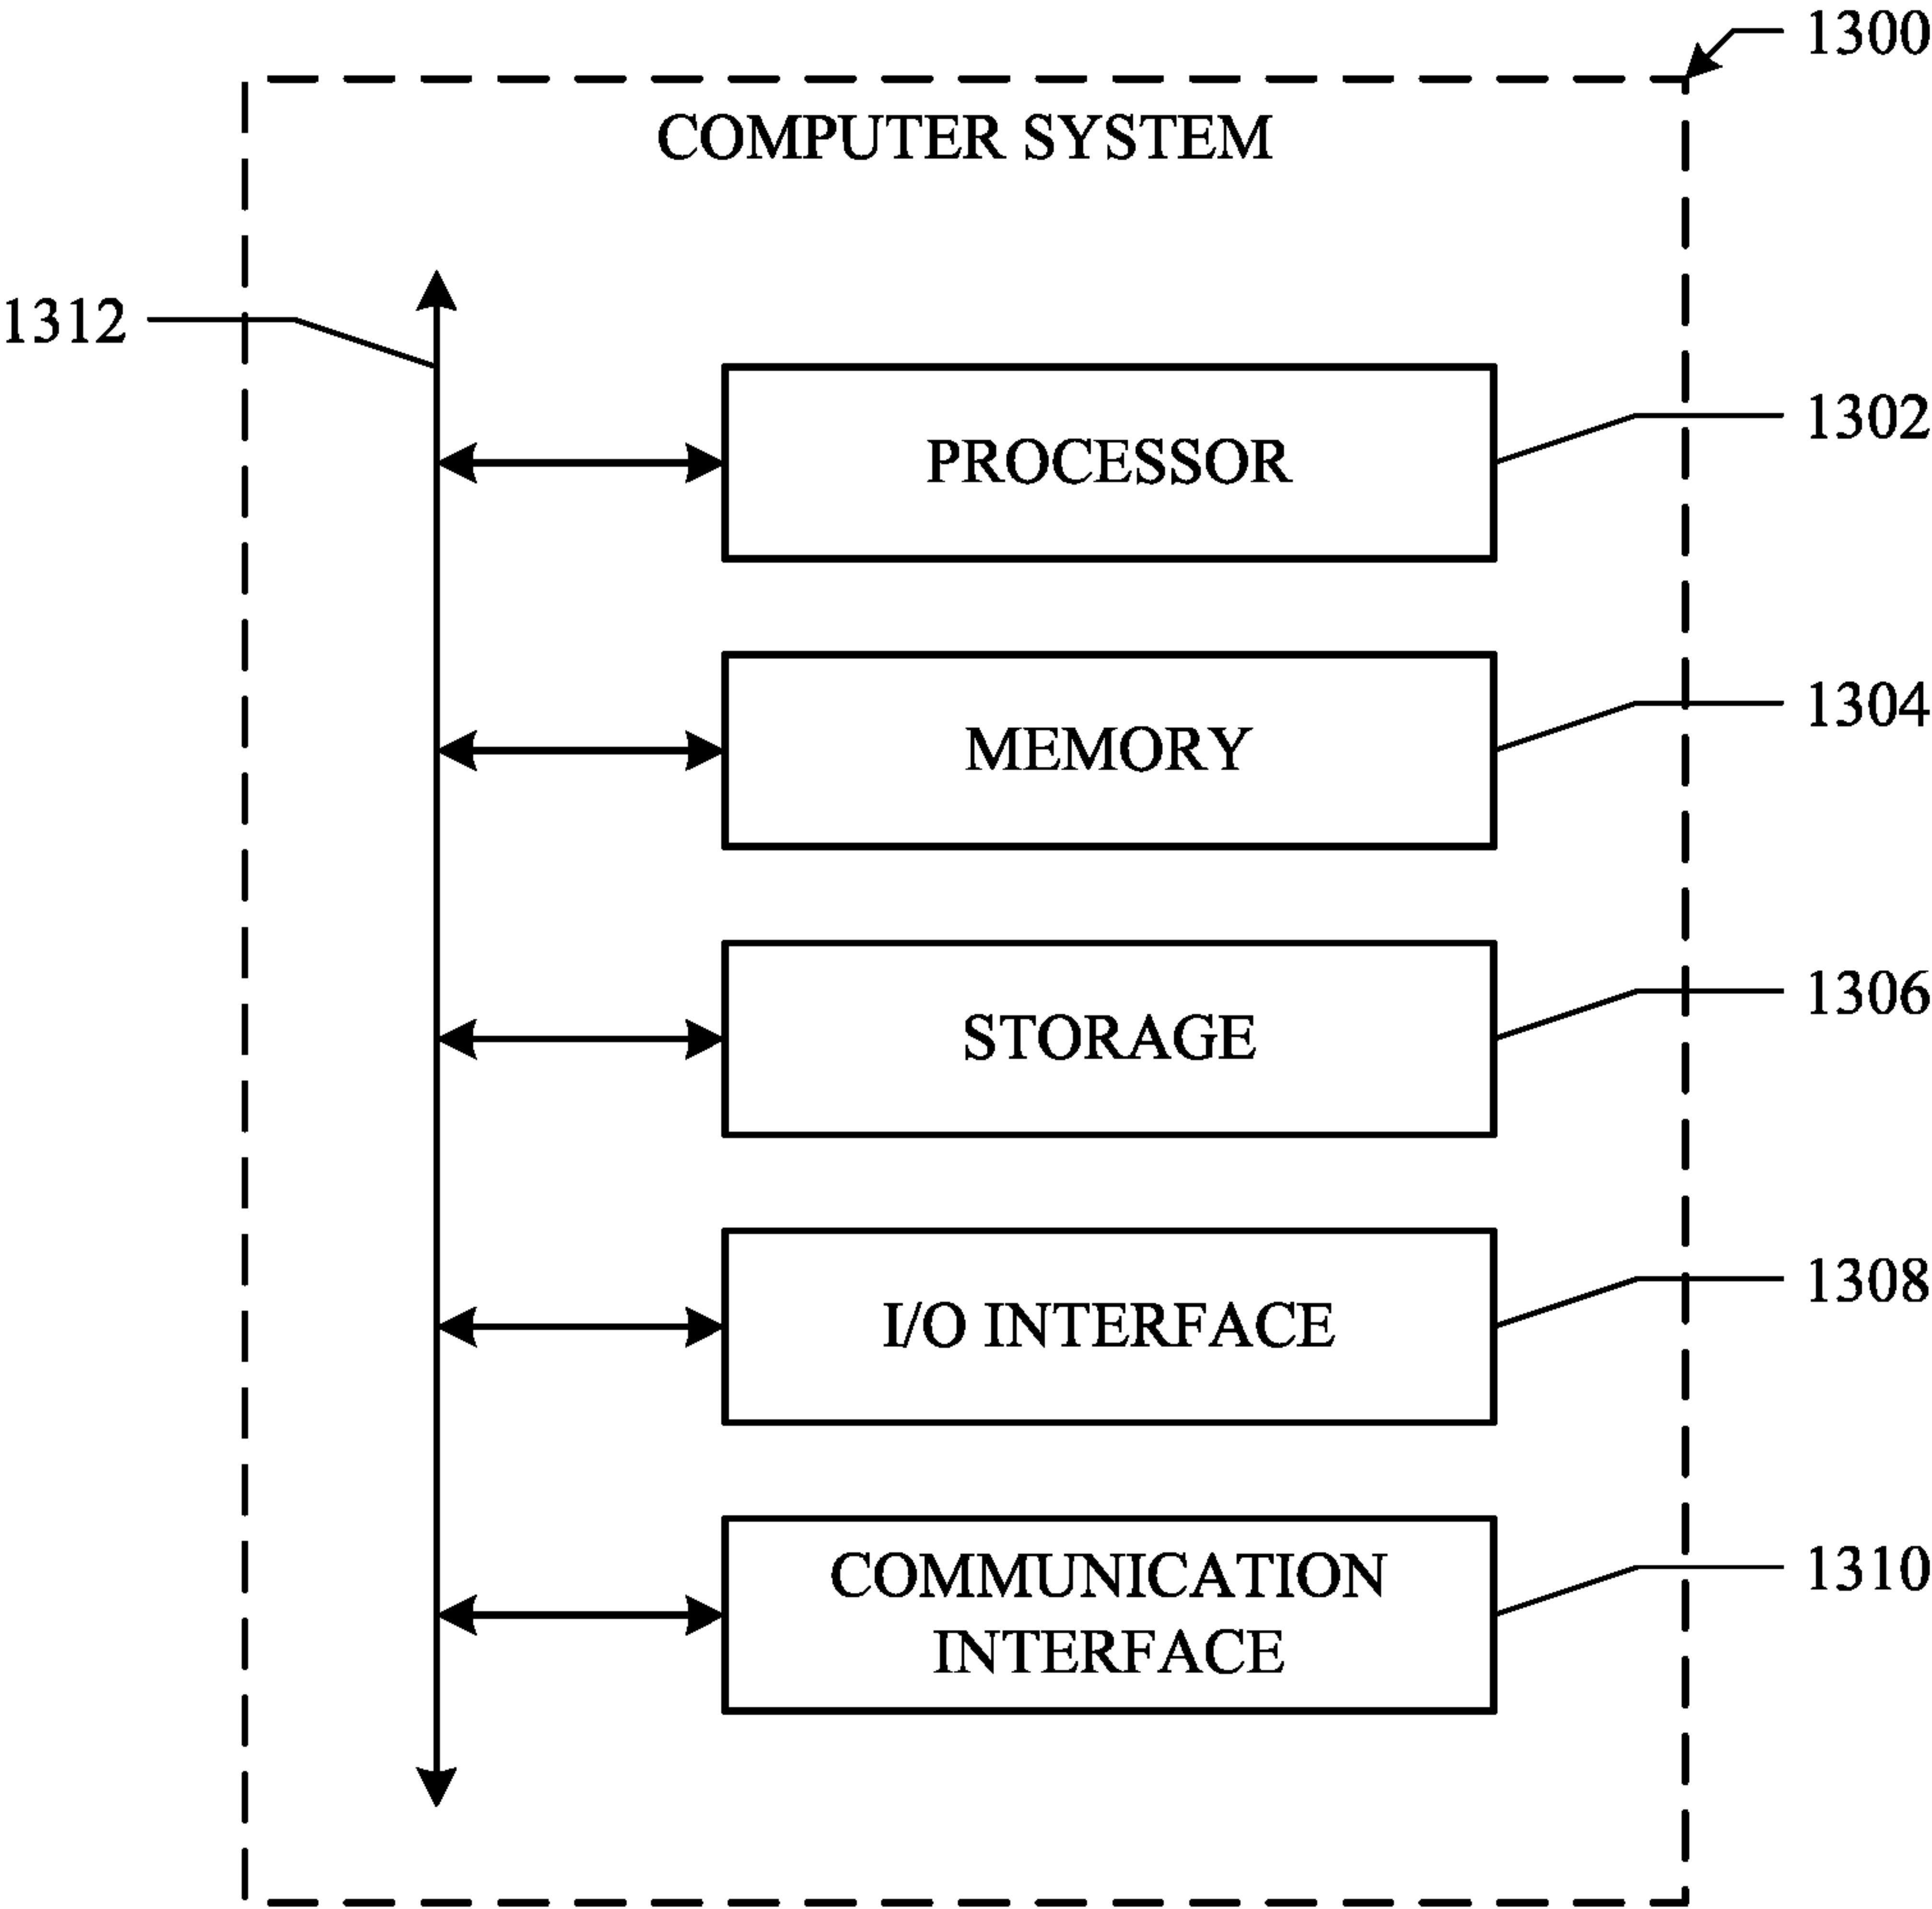 1300
COMPUTER SYSTEM
1312
1302
PROCESSOR
1304
MEMORY
1306
STORAGE
1308
I/O INTERFACE
1310
COMMUNICATION
INTERFACE